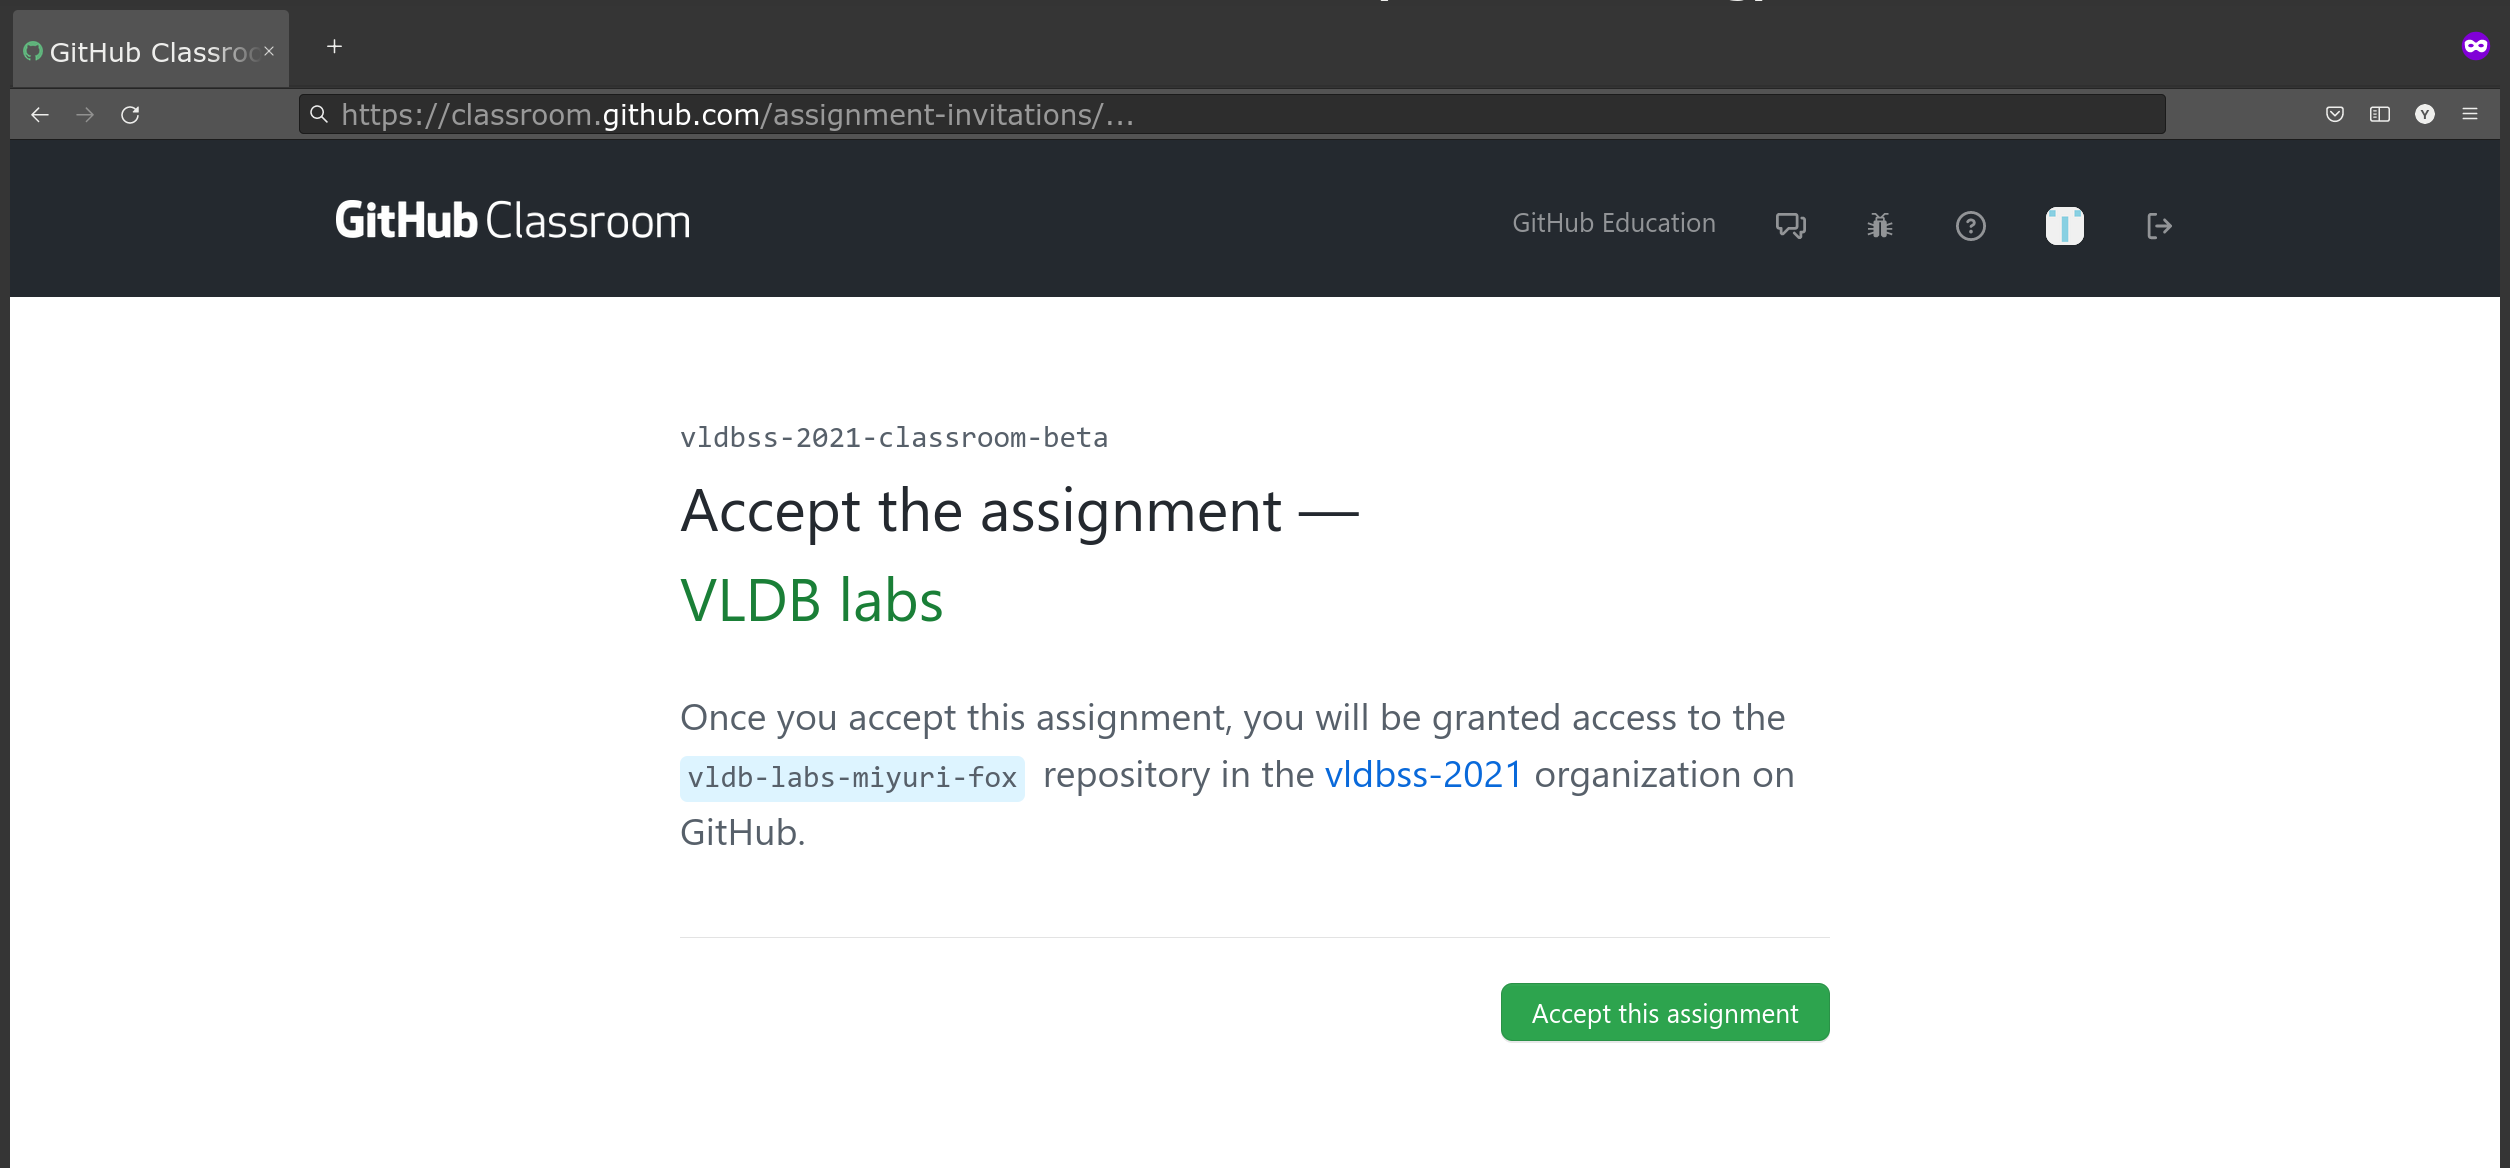 GitHub Classroo
https://classroom.github.com/assignment-invitations/...
Y
GitHub Classroom
GitHub Education
vldbss-2021-classroom-beta
Accept the assignment —
VLDB labs
Once you accept this assignment, you will be granted access to the
vldb-labs-miyuri-fox repository in the vldbss-2021 organization on
GitHub.
Accept this assignment